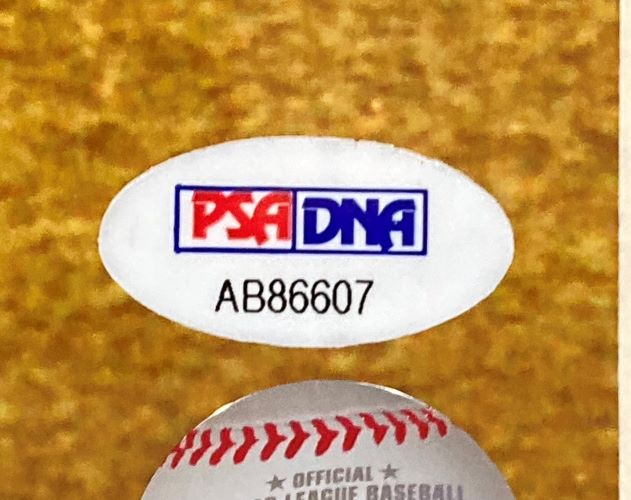 PSA DNA
AB86607
★ OFFICIAL ★
LEAGUE BASEBALL